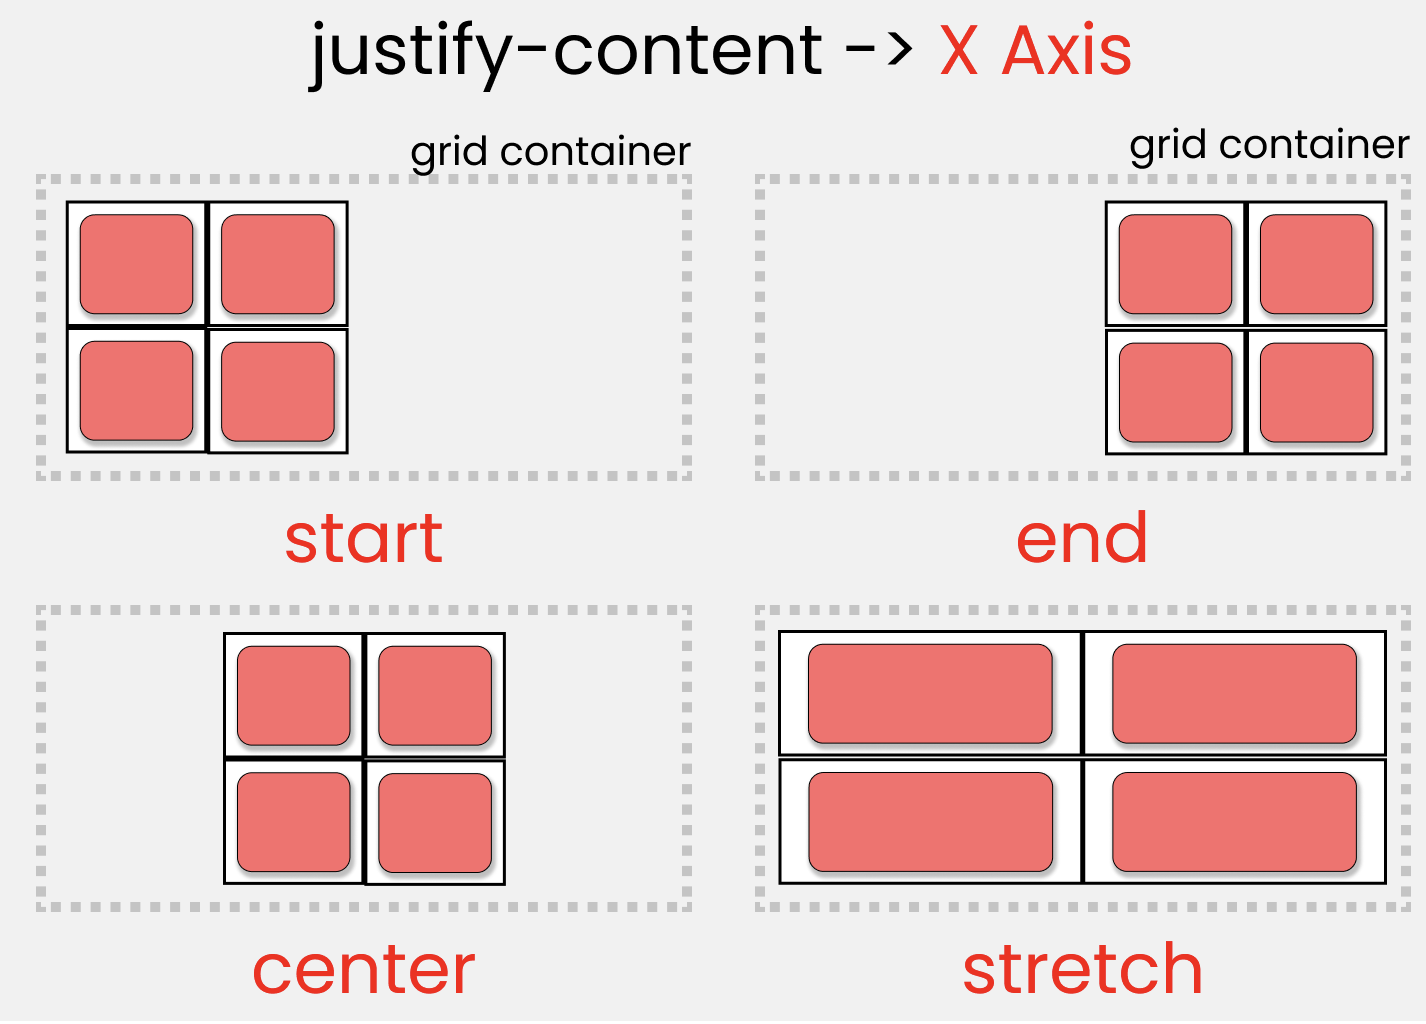 justify-content -> X Axis
grid container
grid container
start
end
center
stretch